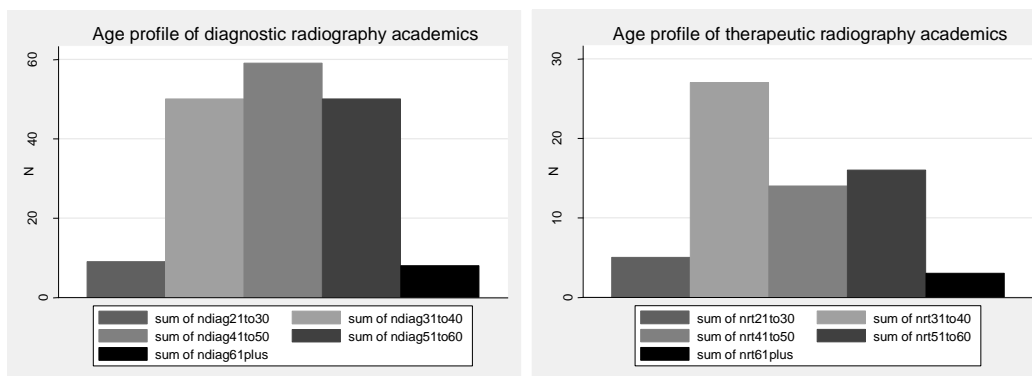 Age profile of diagnostic radiography academics
60
40
20
0
N
sum of ndiag21to30 sum of ndiag31to40
sum of ndiag41to50 sum of ndiag51to60
sum of ndiag61plus
Age profile of therapeutic radiography academics
30
20
10
0
N
sum of nrt21to30 sum of nrt31to40
sum of nrt41to50 sum of nrt51to60
sum of nrt61plus